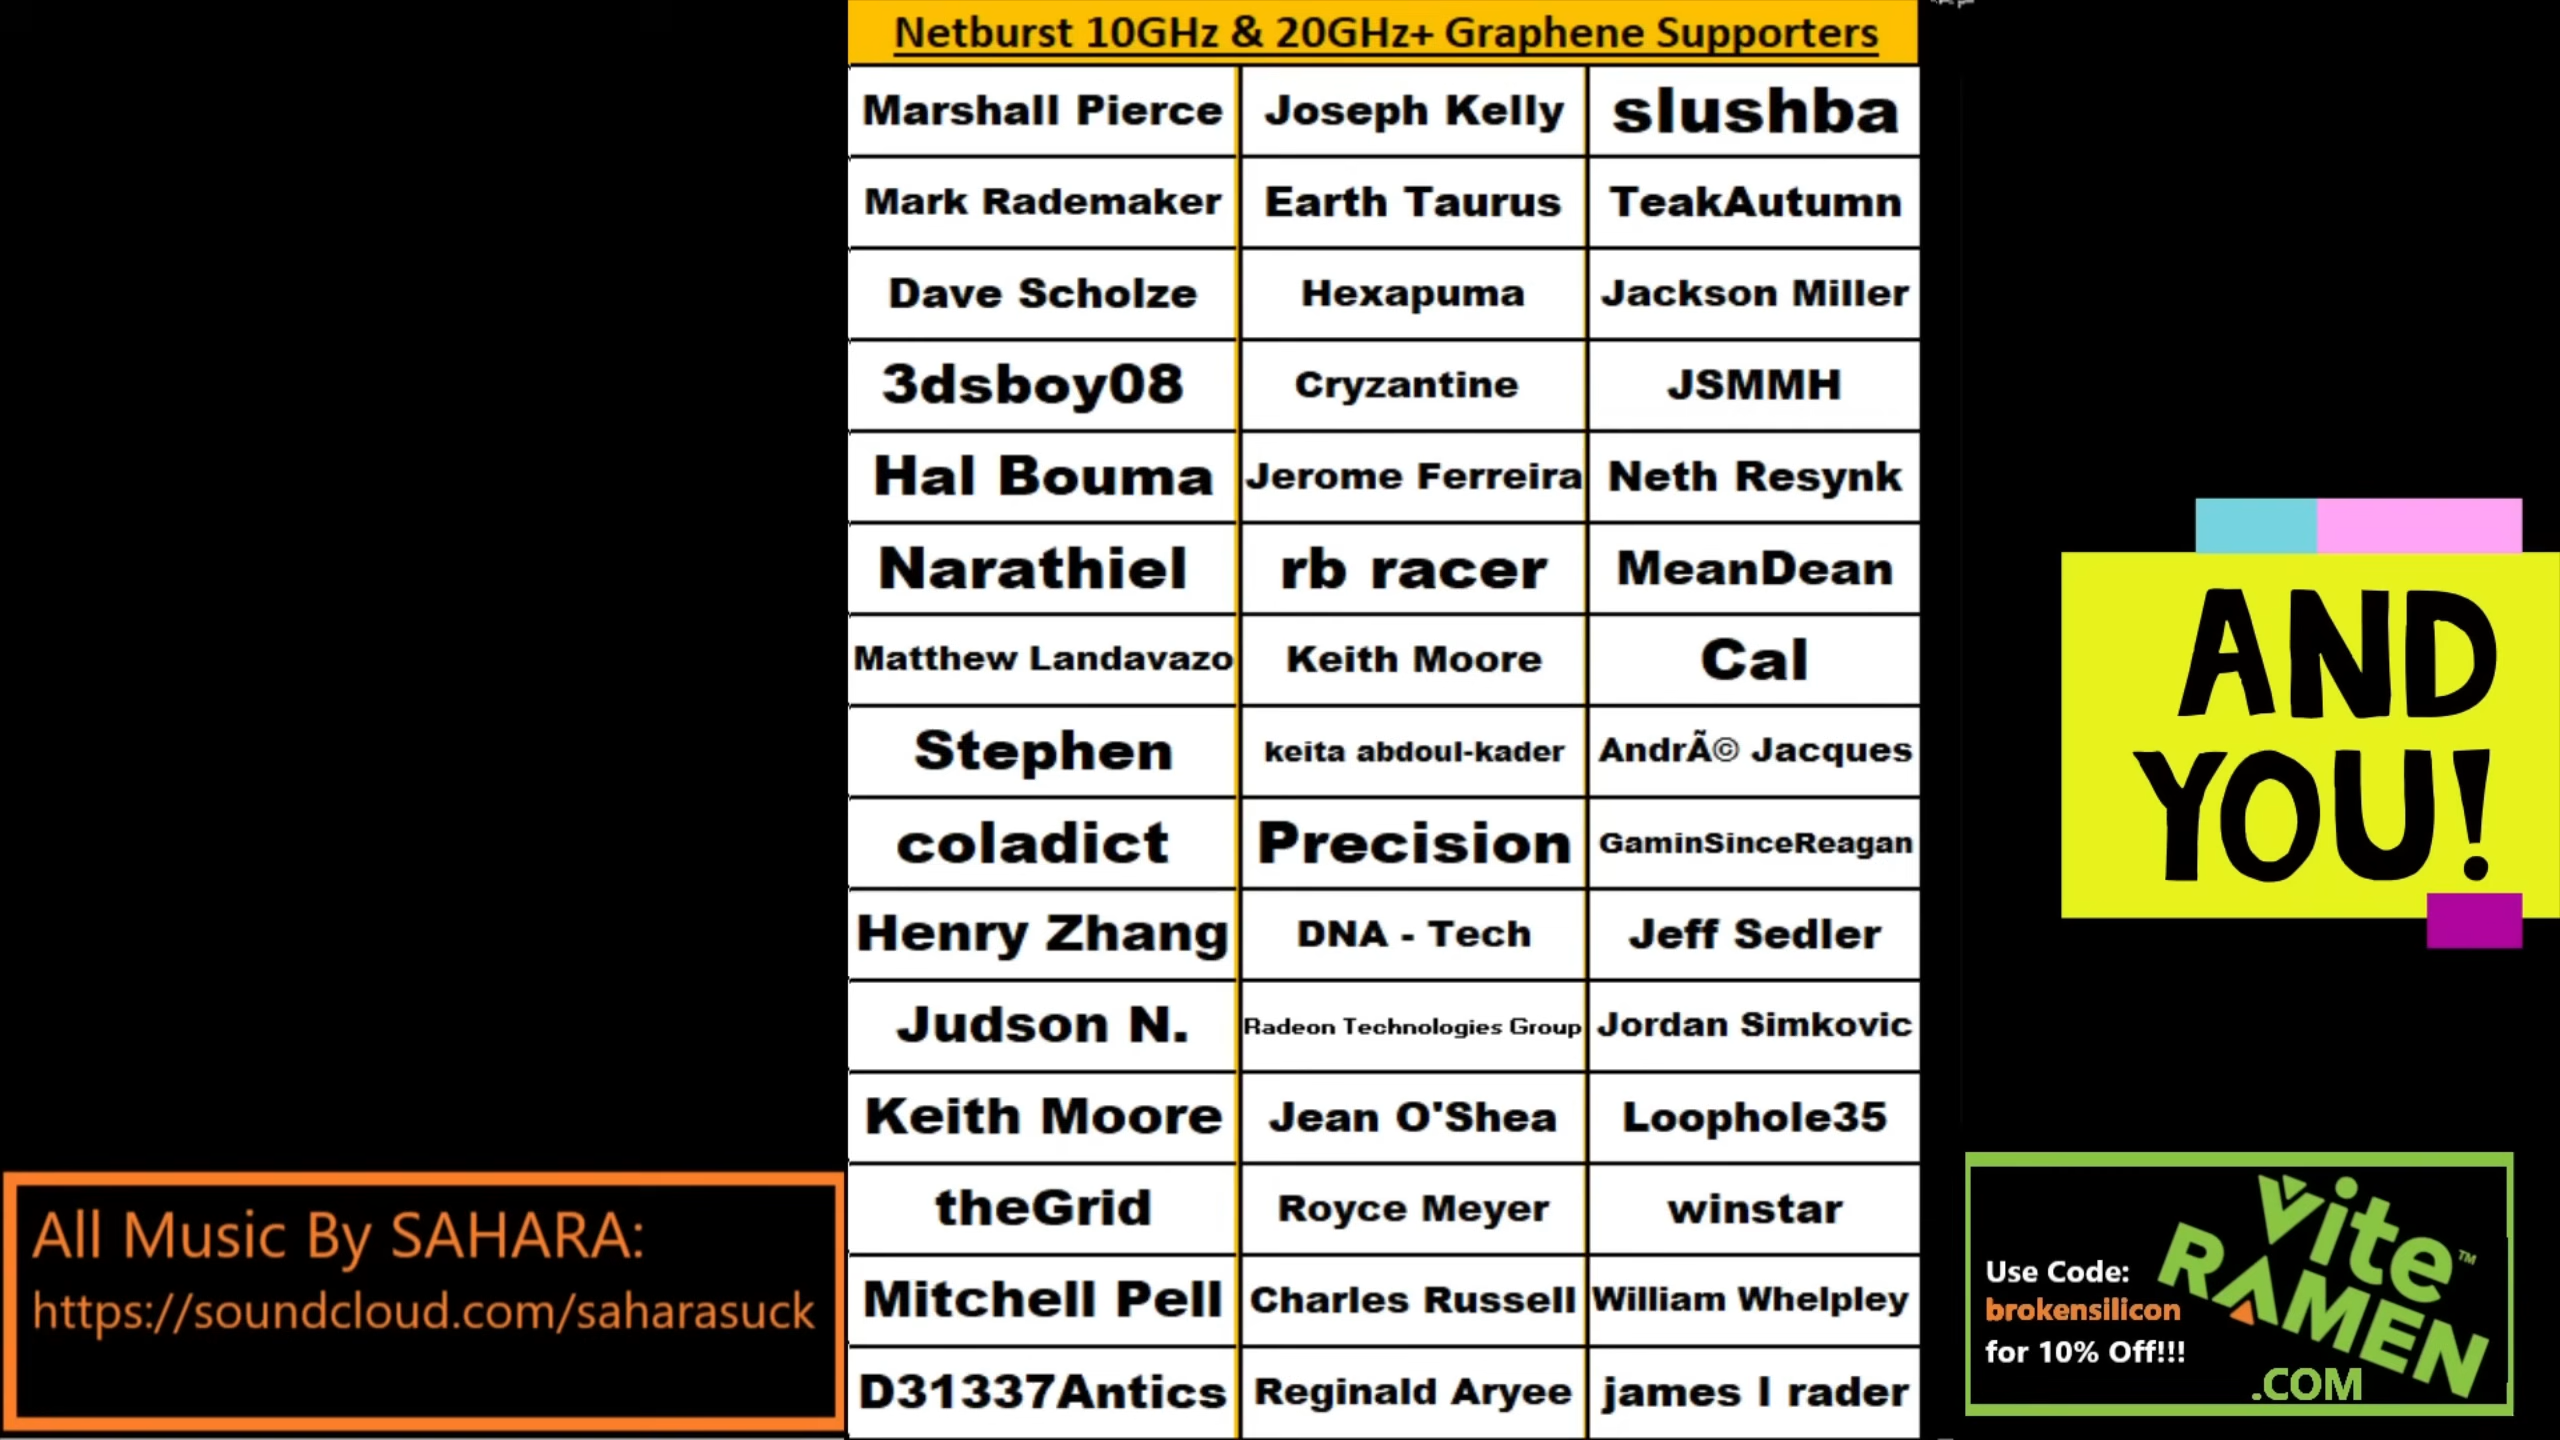 Netburst 10GHz & 20GHz+ Graphene Supporters
Marshall Pierce Joseph Kelly slushba
Mark Rademaker Earth Taurus TeakAutumn
Dave Scholze Hexapuma Jackson Miller
3dsboy08 Cryzantine JSMMH
Hal Bouma Jerome Ferreira Neth Resynk
Narathiel rb racer MeanDean
Matthew Landavazo Keith Moore Cal
Stephen keita abdoul-kader AndrÃ© Jacques
coladict Precision GaminSinceReagan
Henry Zhang DNA - Tech Jeff Sedler
Judson N. Radeon Technologies Group Jordan Simkovic
Keith Moore Jean O'Shea Loophole35
theGrid Royce Meyer winstar
Mitchell Pell Charles Russell William Whelpley
D31337Antics Reginald Aryee james l rader
AND
YOU!
All Music By SAHARA:
https://soundcloud.com/saharasuck
Use Code:
brokensilicon
for 10% Off!!!
vite™
RAMEN
.COM